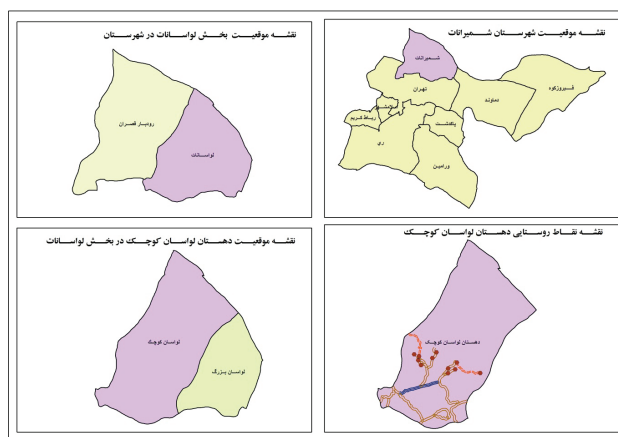 نقشه موقعیت شهرستان شمیرانات
شمیرانات
تهران
دماوند
فیروزکوه
اسلامشهر
رباط کریم
پاکدشت
ری
ورامین
نقشه موقعیت بخش لواسانات در شهرستان
رودبار قصران
لواسانات
نقشه نقاط روستایی دهستان لواسان کوچک
دهستان لواسان کوچک
نقشه موقعیت دهستان لواسان کوچک در بخش لواسانات
لواسان کوچک
لواسان بزرگ